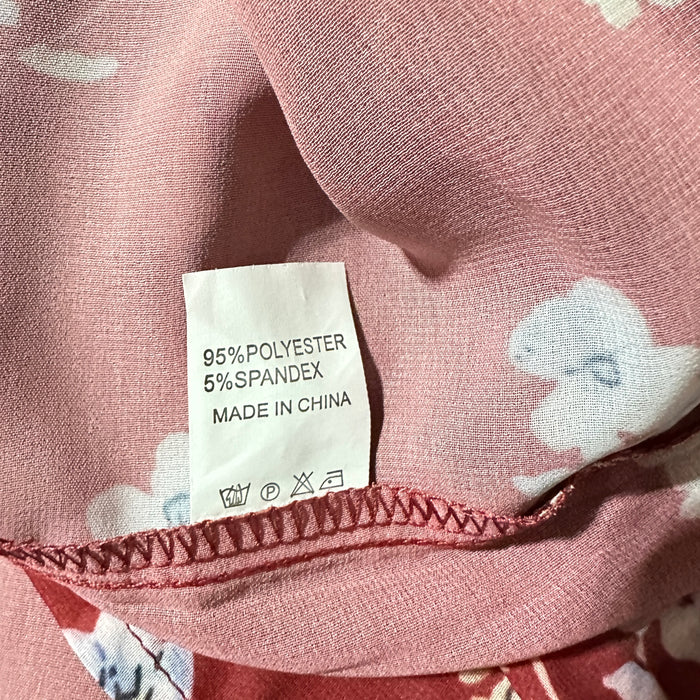 95%POLYESTER
5%SPANDEX
MADE IN CHINA
P